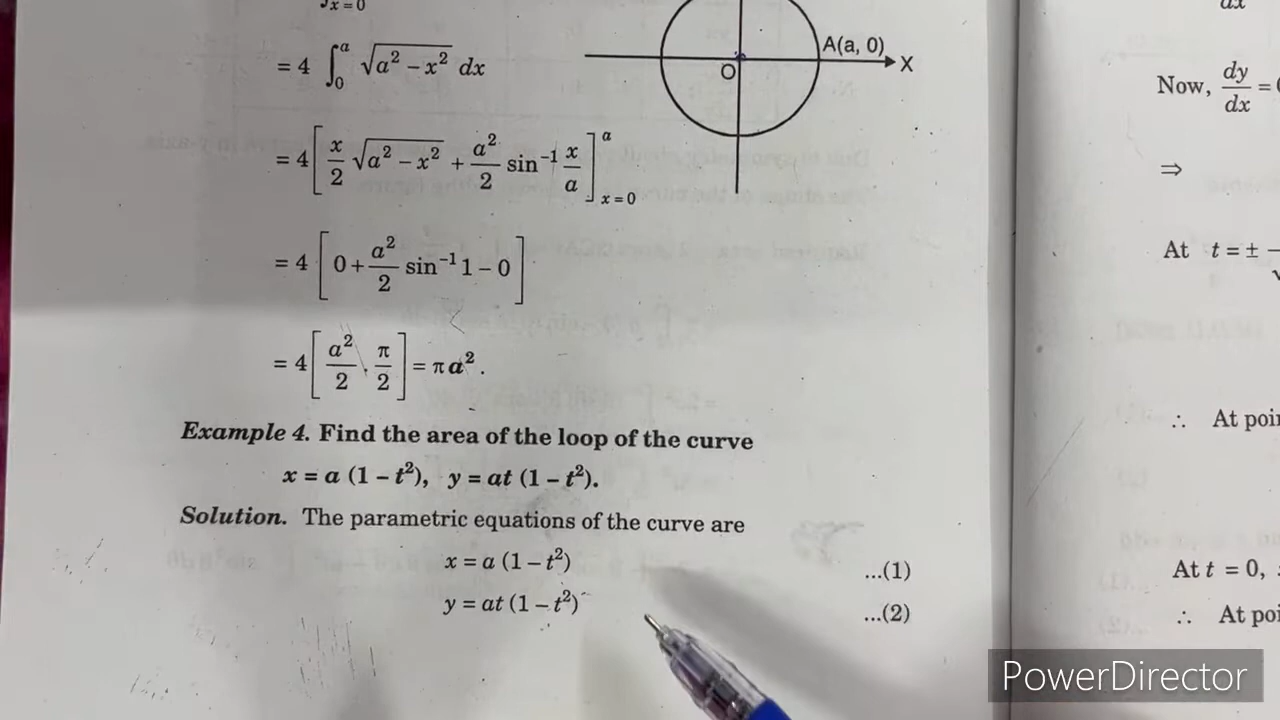 x = 0
= 4 ∫₀ᵃ √(a² – x²) dx
= 4 [ x/2 √(a² – x²) + a²/2 sin⁻¹ x/a ]ᵃₓ₌₀
= 4 [ 0 + a²/2 sin⁻¹ 1 – 0 ]
= 4 [ a²/2 . π/2 ] = πa² .
A(a, 0)
X
O
Example 4. Find the area of the loop of the curve
x = a (1 – t²), y = at (1 – t²).
Solution. The parametric equations of the curve are
x = a (1 – t²) ...(1)
y = at (1 – t²) ...(2)
dx
Now, dy/dx =
⇒
At t = ±
∴ At
At t = 0,
∴ At
PowerDirector